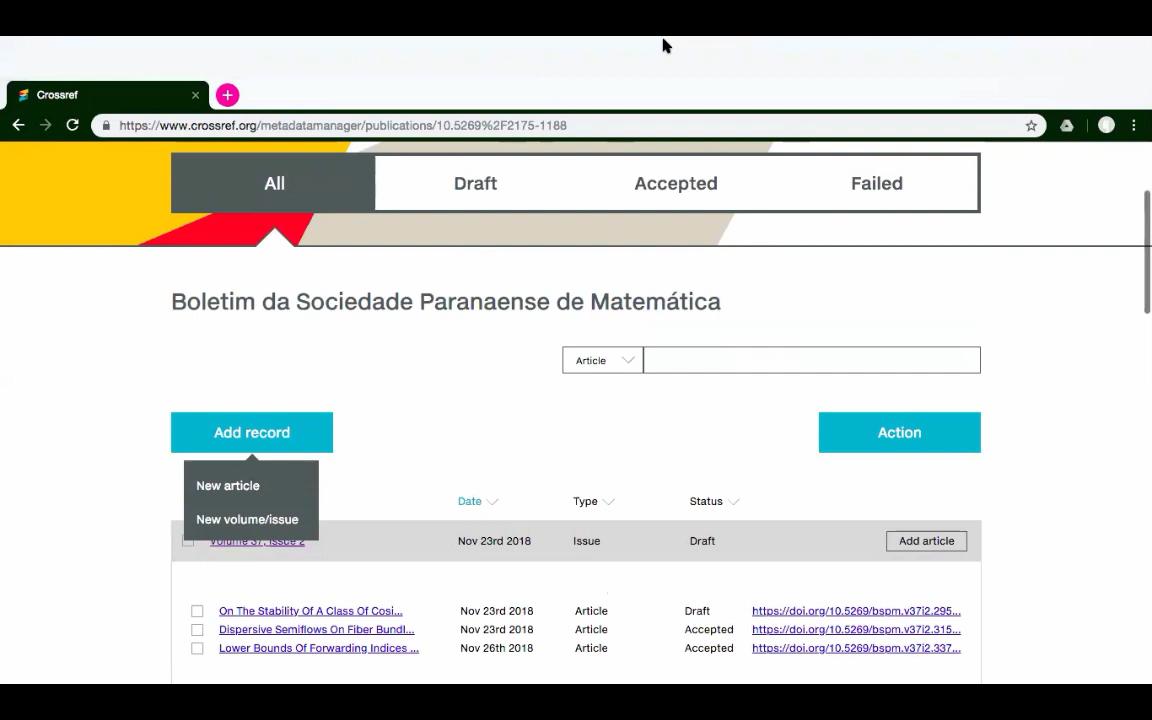 Crossref
https://www.crossref.org/metadatamanager/publications/10.5269%2F2175-1188
All Draft Accepted Failed
Boletim da Sociedade Paranaense de Matemática
Article
Add record Action
New article
New volume/issue
Date Type Status
Volume 37, Issue 2 Nov 23rd 2018 Issue Draft Add article
On The Stability Of A Class Of Cosi... Nov 23rd 2018 Article Draft https://doi.org/10.5269/bspm.v37i2.295...
Dispersive Semiflows On Fiber Bundl... Nov 23rd 2018 Article Accepted https://doi.org/10.5269/bspm.v37i2.315...
Lower Bounds Of Forwarding Indices ... Nov 26th 2018 Article Accepted https://doi.org/10.5269/bspm.v37i2.337...